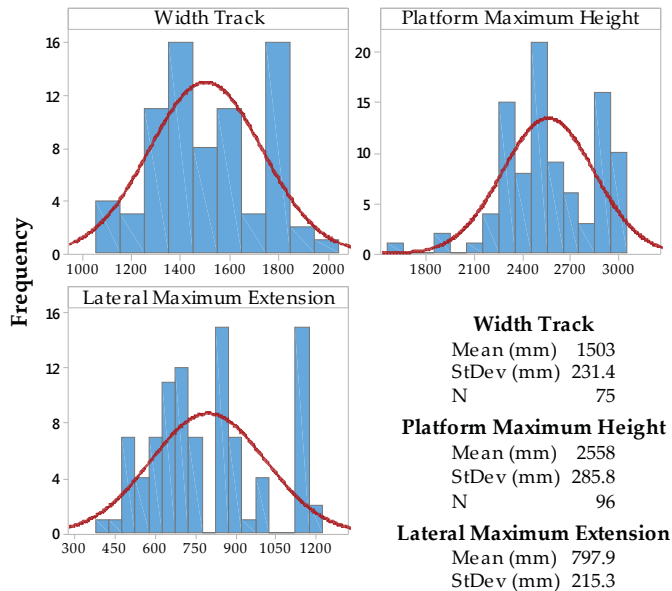 Width Track
Platform Maximum Height
16
12
8
4
0
1000 1200 1400 1600 1800 2000
20
15
10
5
0
1800 2400 2700 3000
Frequency
Lateral Maximum Extension
16
12
8
4
0
300 450 600 750 900 1050 1200
Width Track
Mean (mm) 1503
StDev (mm) 231.4
N 75
Platform Maximum Height
Mean (mm) 2558
StDev (mm) 285.8
N 96
Lateral Maximum Extension
Mean (mm) 797.9
StDev (mm) 215.3